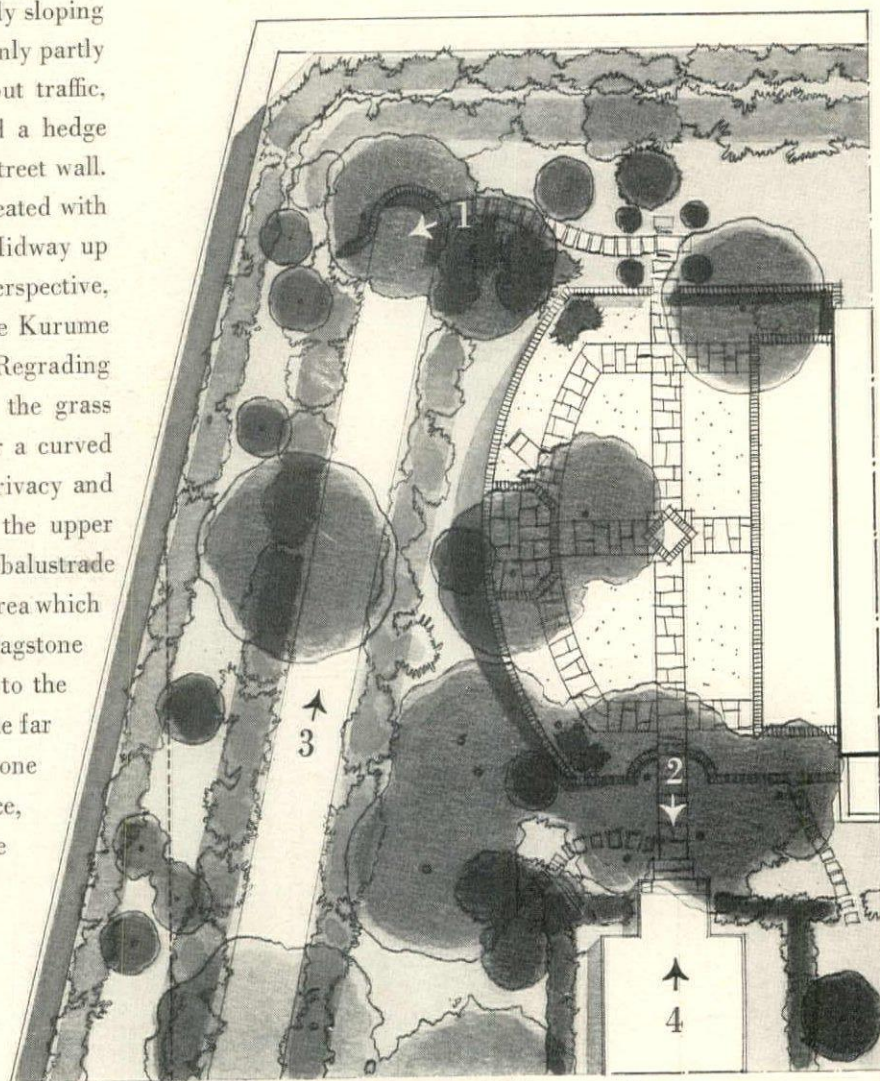 ly sloping
nly partly
out traffic,
d a hedge
treet wall.
eated with
Midway up
erspective,
e Kurume
Regrading
the grass
r a curved
rivacy and
the upper
balustrade
rea which
agstone
to the
e far
one
ce,
e
1
2
3
4